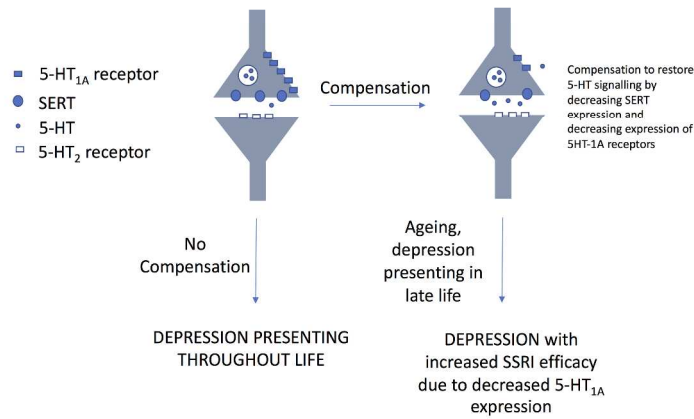 5-HT1A receptor
SERT
5-HT
5-HT2 receptor
Compensation
Compensation to restore
5-HT signalling by
decreasing SERT
expression and
decreasing expression of
5HT-1A receptors
No
Compensation
Ageing,
depression
presenting in
late life
DEPRESSION PRESENTING
THROUGHOUT LIFE
DEPRESSION with
increased SSRI efficacy
due to decreased 5-HT1A
expression